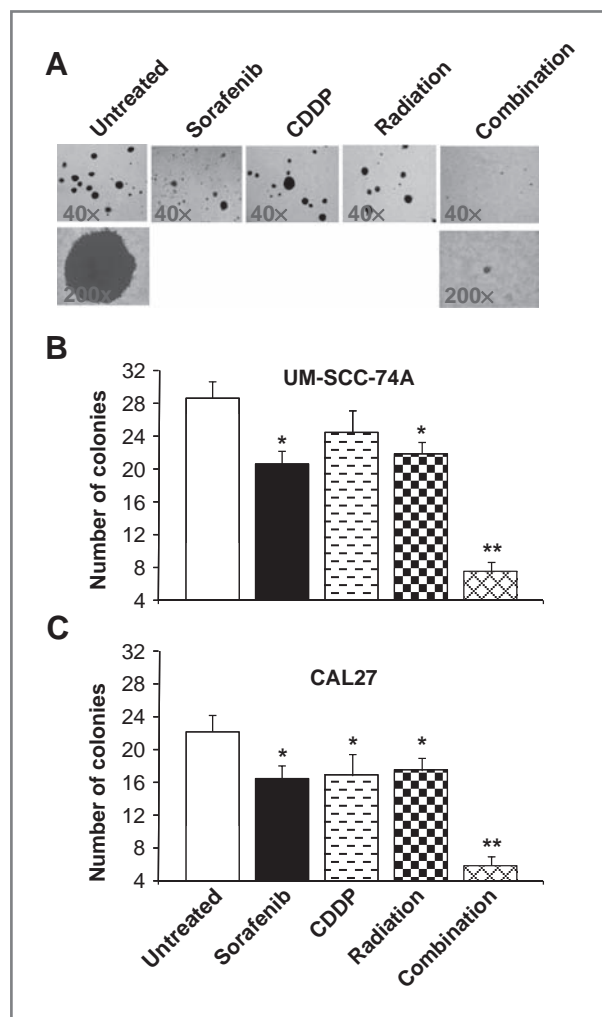 A
Untreated Sorafenib CDDP Radiation Combination
40× 40× 40× 40× 40×
200× 200×
B
UM-SCC-74A
Number of colonies
32
28
24
20
16
12
8
4
* * **
C
CAL27
Number of colonies
32
28
24
20
16
12
8
4
* * * **
Untreated Sorafenib CDDP Radiation Combination